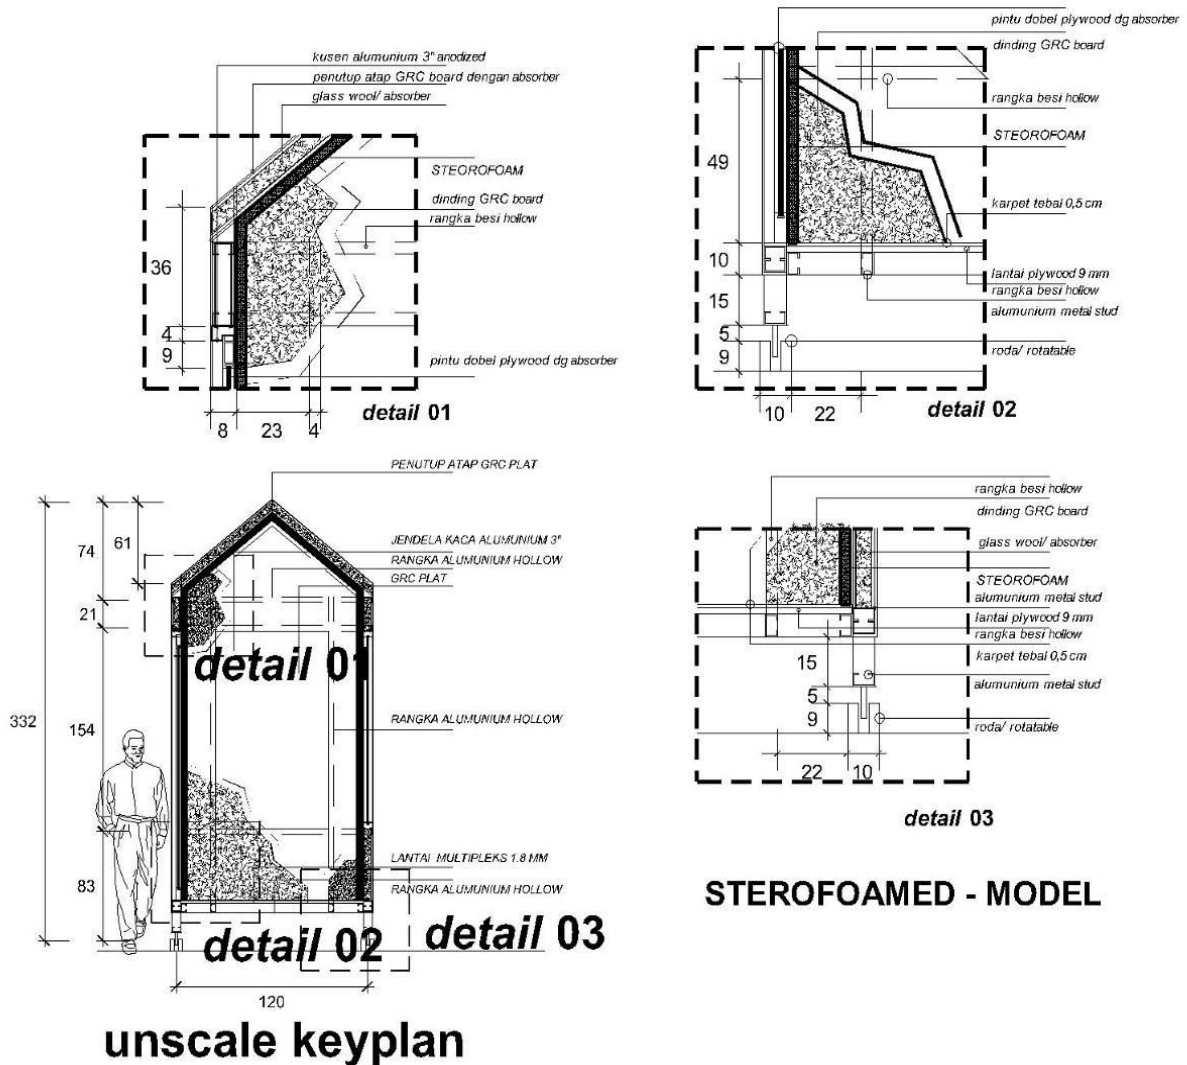 kusen alumunium 3" anodized
penutup atap GRC board dengan absorber
glass wool/ absorber
STEOROFOAM
dinding GRC board
rangka besi hollow
36
4
9
pintu dobel plywood dg absorber
detail 01
8
23
4
pintu dobel plywood dg absorber
dinding GRC board
rangka besi hollow
STEOROFOAM
49
karpet tebal 0,5 cm
10
lantai plywood 9 mm
rangka besi hollow
15
alumunium metal stud
5
9
roda/ rotatable
10
22
detail 02
PENUTUP ATAP GRC PLAT
74
61
JENDELA KACA ALUMUNIUM 3"
RANGKA ALUMUNIUM HOLLOW
GRC PLAT
21
detail 01
332
154
RANGKA ALUMUNIUM HOLLOW
83
LANTAI MULTIPLEKS 1.8 MM
RANGKA ALUMUNIUM HOLLOW
detail 02
detail 03
120
unscale keyplan
rangka besi hollow
dinding GRC board
glass wool/ absorber
STEOROFOAM
alumunium metal stud
lantai plywood 9 mm
rangka besi hollow
karpet tebal 0,5 cm
15
alumunium metal stud
5
9
roda/ rotatable
22
10
detail 03
STEROFOAMED - MODEL